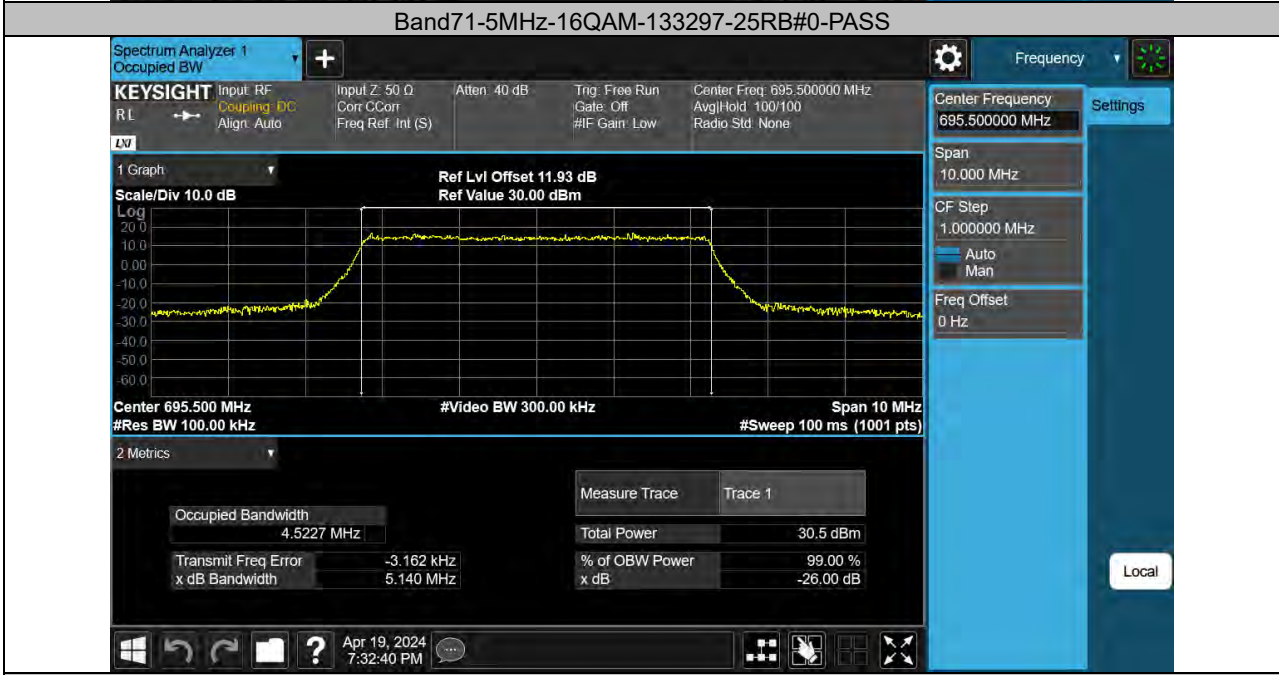 Band71-5MHz-16QAM-133297-25RB#0-PASS
Spectrum Analyzer 1
Occupied BW
+
Frequency
KEYSIGHT
RL
LXI
Input: RF
Coupling: DC
Align: Auto
Input Z: 50 Ω
Corr CCorr
Freq Ref: Int (S)
Atten: 40 dB
Trig: Free Run
Gate: Off
#IF Gain: Low
Center Freq: 695.500000 MHz
Avg|Hold: 100/100
Radio Std: None
Center Frequency
695.500000 MHz
Settings
Span
10.000 MHz
CF Step
1.000000 MHz
Auto
Man
Freq Offset
0 Hz
Local
1 Graph
Scale/Div 10.0 dB
Ref Lvl Offset 11.93 dB
Ref Value 30.00 dBm
Log
20.0
10.0
0.00
-10.0
-20.0
-30.0
-40.0
-50.0
-60.0
Center 695.500 MHz
#Video BW 300.00 kHz
Span 10 MHz
#Res BW 100.00 kHz
#Sweep 100 ms (1001 pts)
2 Metrics
Measure Trace Trace 1
Occupied Bandwidth
4.5227 MHz
Total Power 30.5 dBm
Transmit Freq Error -3.162 kHz
% of OBW Power 99.00 %
x dB Bandwidth 5.140 MHz
x dB -26.00 dB
?
Apr 19, 2024
7:32:40 PM